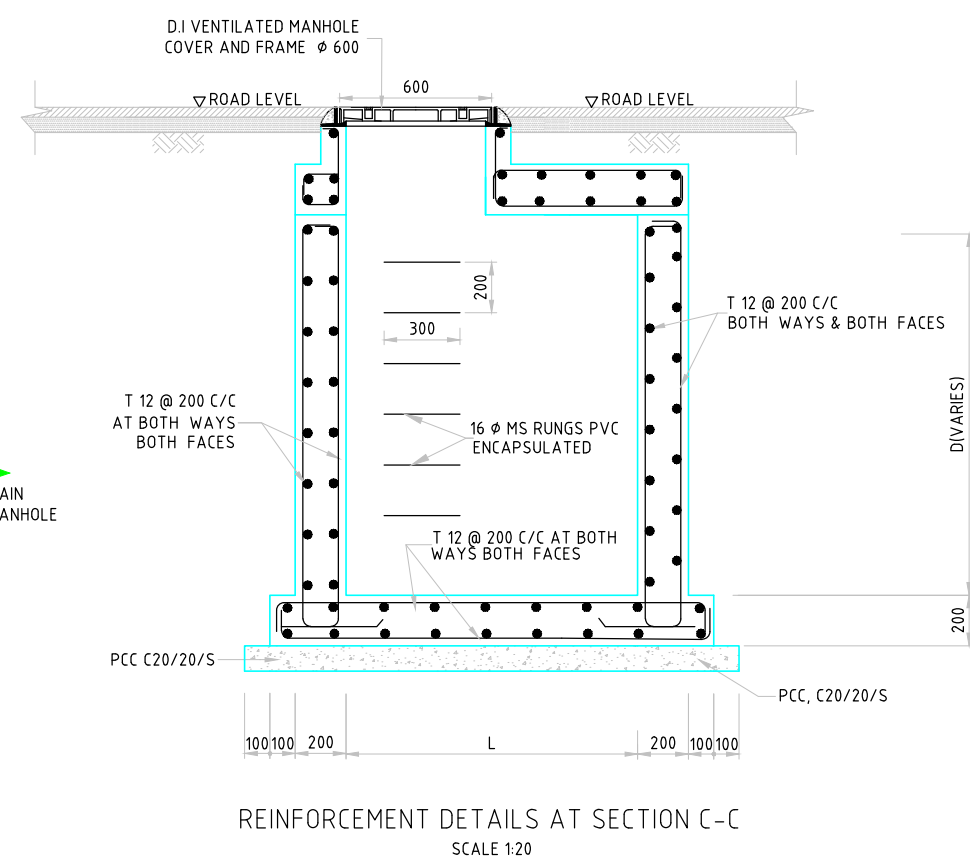 D.I VENTILATED MANHOLE
COVER AND FRAME Ø 600
600
ROAD LEVEL
ROAD LEVEL
200
300
T 12 @ 200 C/C
BOTH WAYS & BOTH FACES
T 12 @ 200 C/C
AT BOTH WAYS
BOTH FACES
16 Ø MS RUNGS PVC
ENCAPSULATED
D(VARIES)
AIN
ANHOLE
T 12 @ 200 C/C AT BOTH
WAYS BOTH FACES
200
PCC C20/20/S
PCC, C20/20/S
100 100 200 L 200 100 100
REINFORCEMENT DETAILS AT SECTION C-C
SCALE 1:20